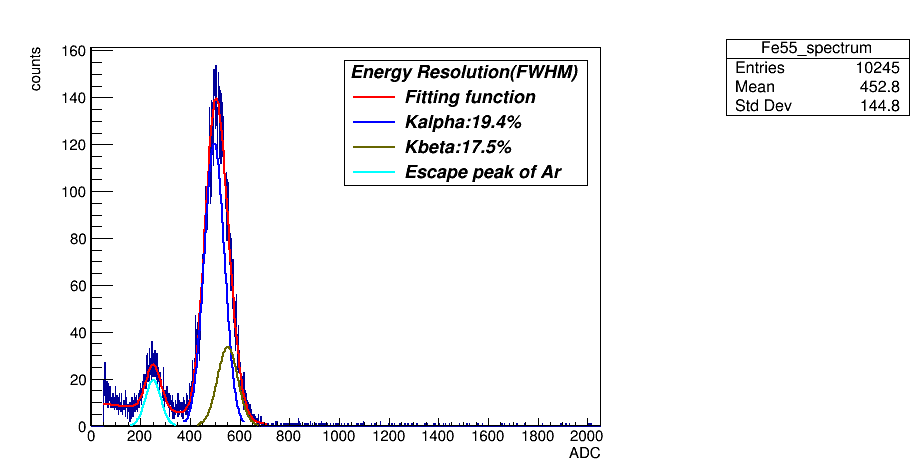 counts
160
140
120
100
80
60
40
20
0
0 200 400 600 800 1000 1200 1400 1600 1800 2000
ADC
Energy Resolution(FWHM)
Fitting function
Kalpha:19.4%
Kbeta:17.5%
Escape peak of Ar
Fe55_spectrum
Entries 10245
Mean 452.8
Std Dev 144.8